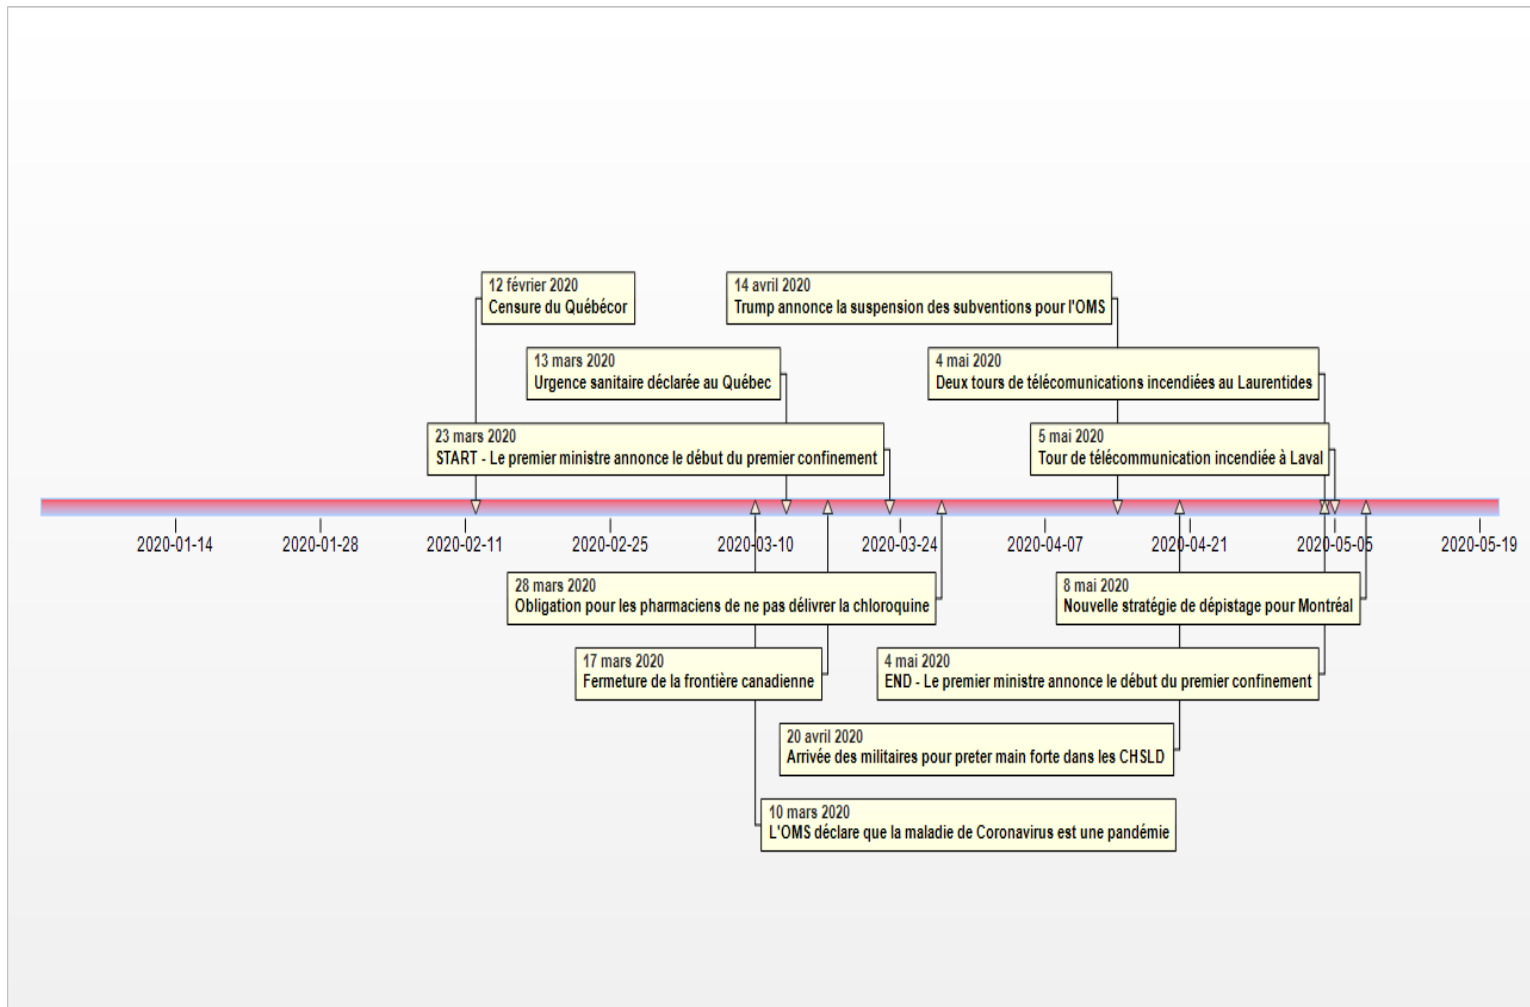 12 février 2020
Censure du Québécor
14 avril 2020
Trump annonce la suspension des subventions pour l'OMS
13 mars 2020
Urgence sanitaire déclarée au Québec
4 mai 2020
Deux tours de télécomunications incendiées au Laurentides
23 mars 2020
START - Le premier ministre annonce le début du premier confinement
5 mai 2020
Tour de télécommunication incendiée à Laval
2020-01-14
2020-01-28
2020-02-11
2020-02-25
2020-03-10
2020-03-24
2020-04-07
2020-04-21
2020-05-05
2020-05-19
28 mars 2020
Obligation pour les pharmaciens de ne pas délivrer la chloroquine
8 mai 2020
Nouvelle stratégie de dépistage pour Montréal
17 mars 2020
Fermeture de la frontière canadienne
4 mai 2020
END - Le premier ministre annonce le début du premier confinement
20 avril 2020
Arrivée des militaires pour preter main forte dans les CHSLD
10 mars 2020
L'OMS déclare que la maladie de Coronavirus est une pandémie